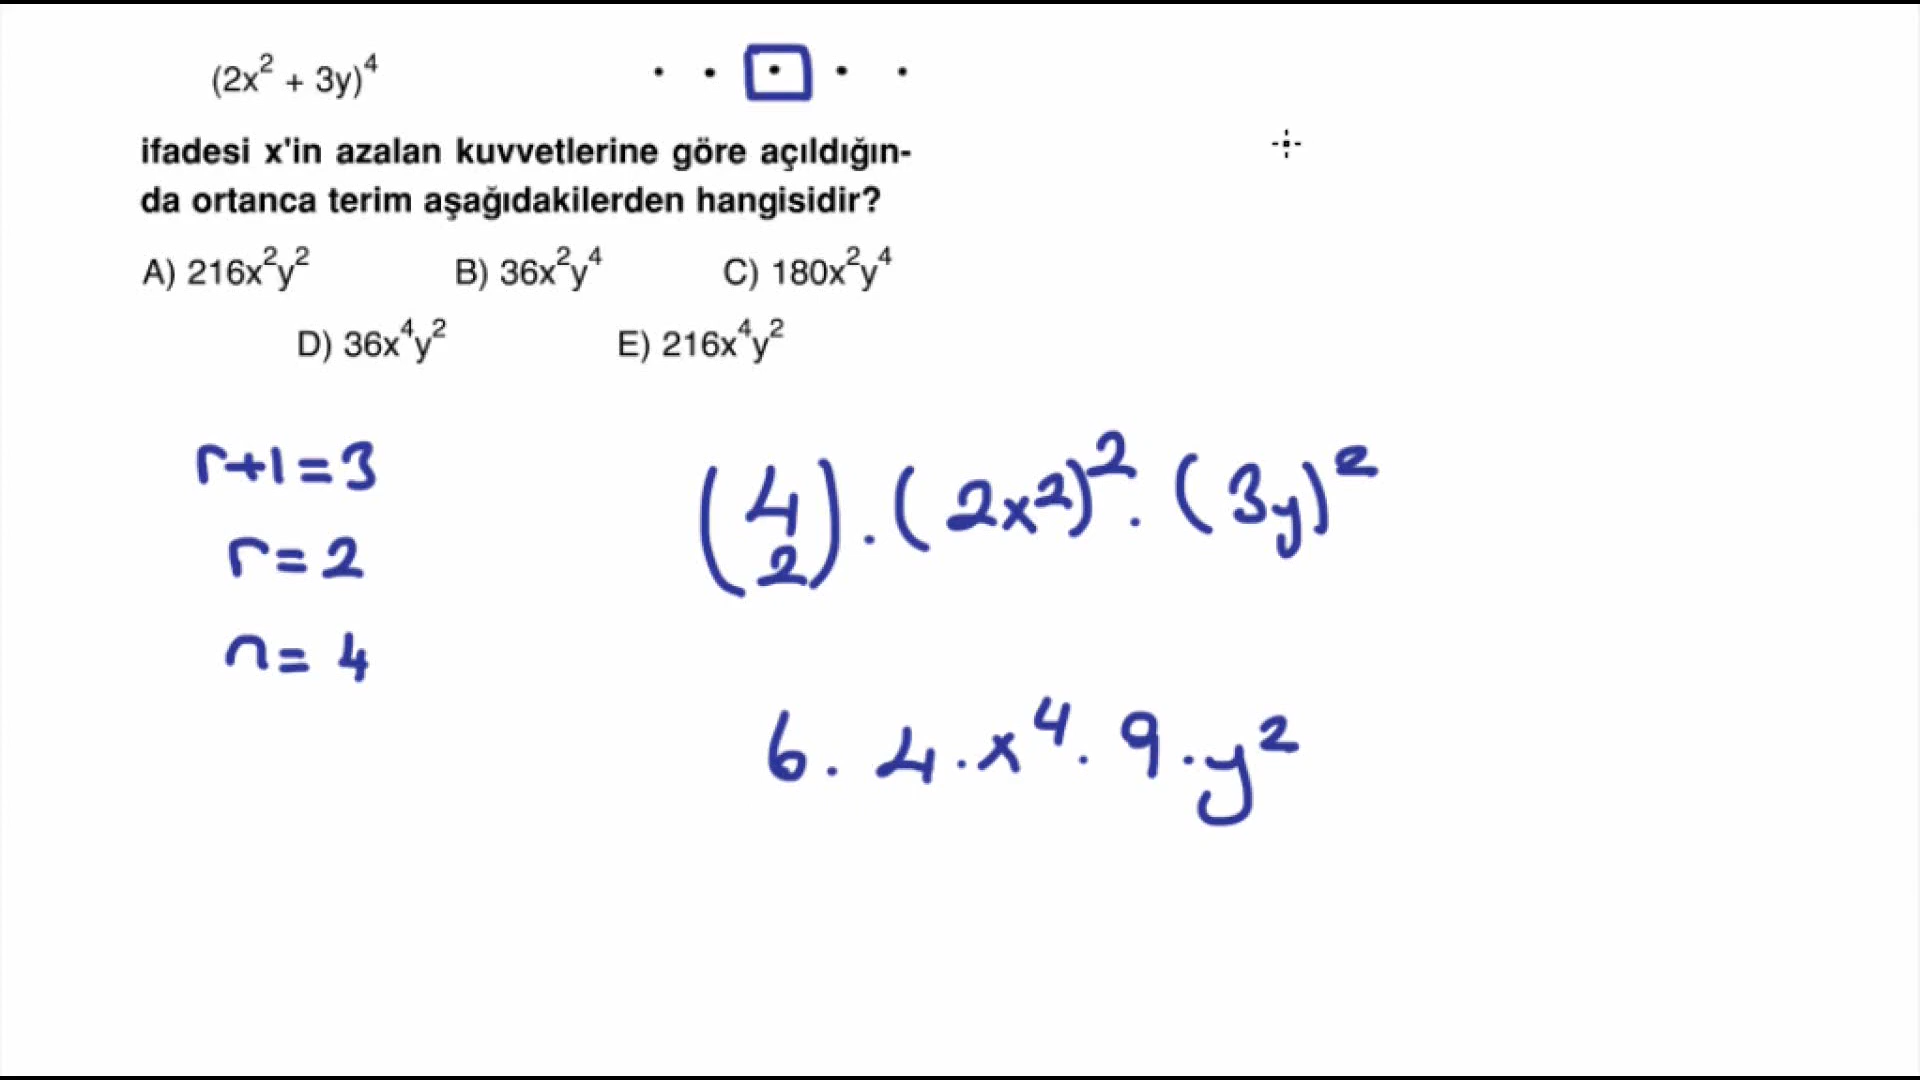 (2x² + 3y)⁴
ifadesi x'in azalan kuvvetlerine göre açıldığın-
da ortanca terim aşağıdakilerden hangisidir?
A) 216x²y² B) 36x²y⁴ C) 180x²y⁴
D) 36x⁴y² E) 216x⁴y²
r+1=3
r=2
n=4
(4 2) . (2x²)² . (3y)²
6 . 4 . x⁴ . 9 . y²